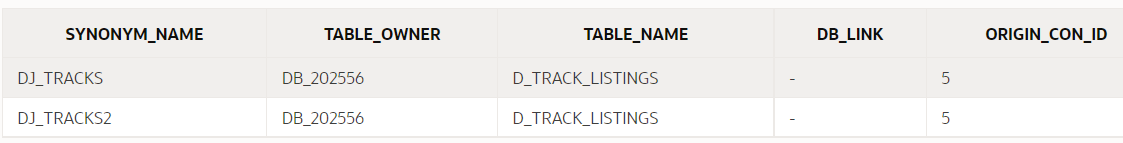 SYNONYM_NAME TABLE_OWNER TABLE_NAME DB_LINK ORIGIN_CON_ID
DJ_TRACKS DB_202556 D_TRACK_LISTINGS - 5
DJ_TRACKS2 DB_202556 D_TRACK_LISTINGS - 5